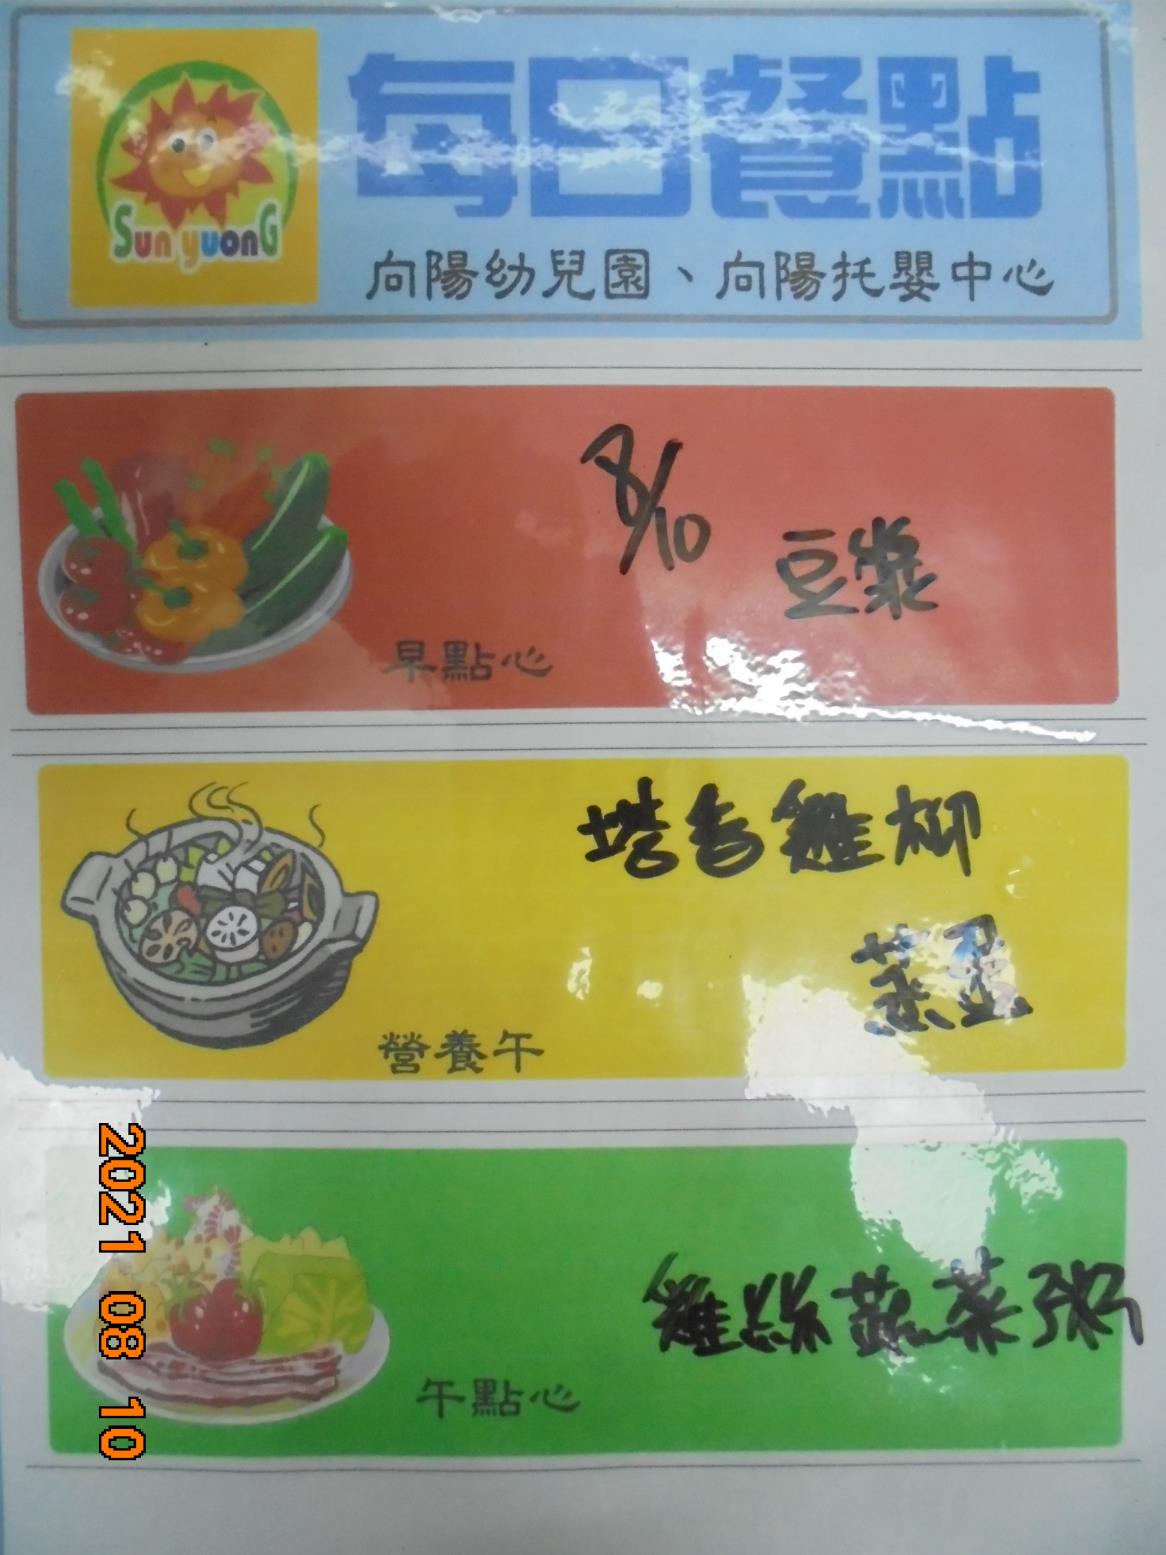 Sun yuonG
每日餐點
向陽幼兒園、向陽托嬰中心
8/10
豆漿
早點心
塔香雞柳
蒸蛋
營養午
雞絲蔬菜粥
午點心
2021 08 10